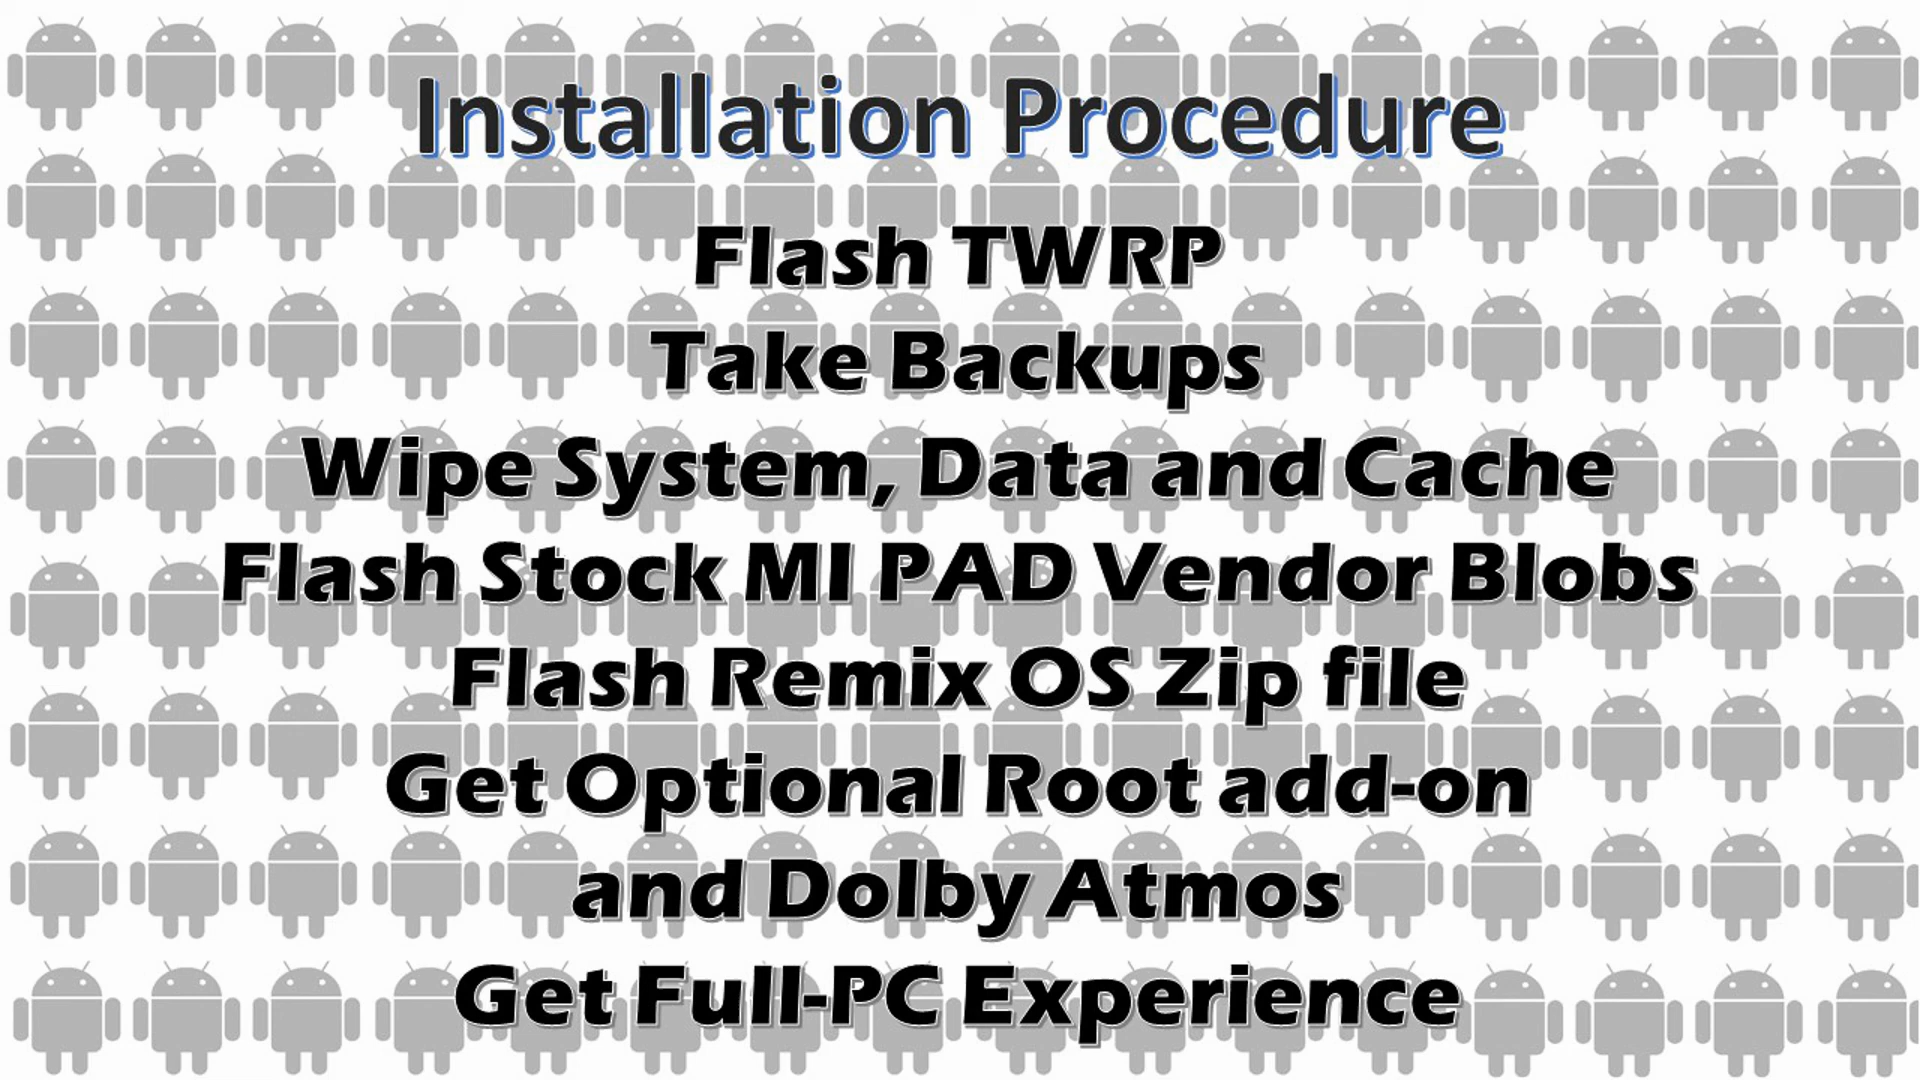 Installation Procedure
Flash TWRP
Take Backups
Wipe System, Data and Cache
Flash Stock MI PAD Vendor Blobs
Flash Remix OS Zip file
Get Optional Root add-on
and Dolby Atmos
Get Full-PC Experience